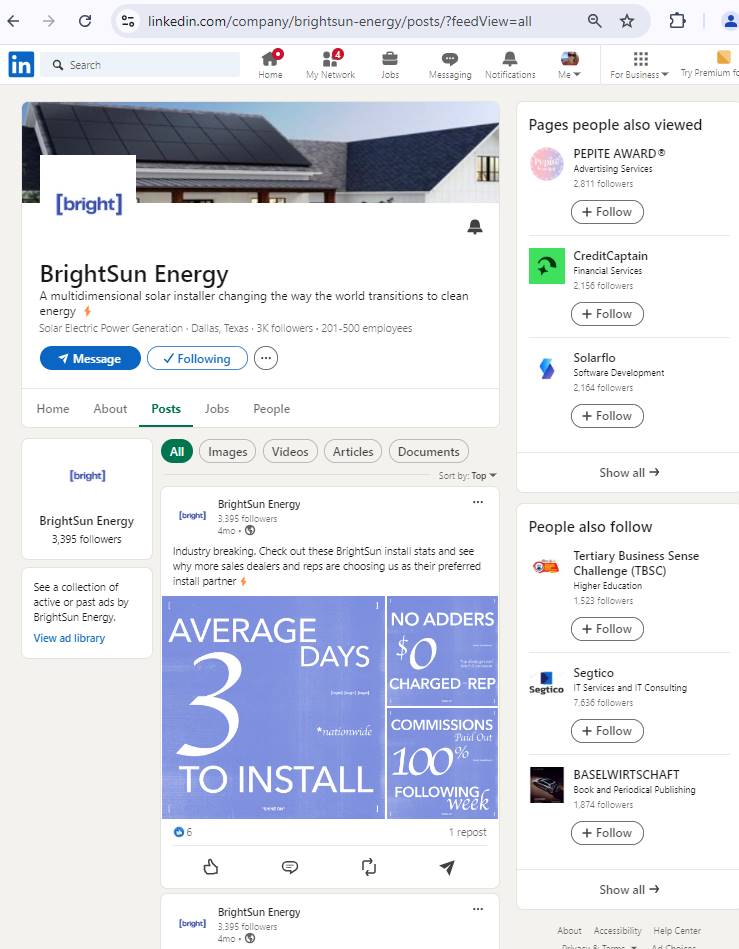 linkedin.com/company/brightsun-energy/posts/?feedView=all
in
Search
Home
4
My Network
Jobs
Messaging
Notifications
Me
For Business
Try Premium fo
[bright]
BrightSun Energy
A multidimensional solar installer changing the way the world transitions to clean
energy
Solar Electric Power Generation · Dallas, Texas · 3K followers · 201-500 employees
Message
Following
Home
About
Posts
Jobs
People
[bright]
BrightSun Energy
3,395 followers
See a collection of
active or past ads by
BrightSun Energy.
View ad library
All
Images
Videos
Articles
Documents
Sort by: Top
[bright]
BrightSun Energy
3,395 followers
4mo •
Industry breaking. Check out these BrightSun install stats and see
why more sales dealers and reps are choosing us as their preferred
install partner
AVERAGE
DAYS
3
*nationwide
TO INSTALL
NO ADDERS
$0
CHARGED-REP
COMMISSIONS
Paid Out
100%
FOLLOWING
week
6
1 repost
[bright]
BrightSun Energy
3,395 followers
4mo •
Pages people also viewed
Pepite
PEPITE AWARD®
Advertising Services
2,811 followers
+ Follow
CreditCaptain
Financial Services
2,156 followers
+ Follow
Solarflo
Software Development
2,164 followers
+ Follow
Show all →
People also follow
Tertiary Business Sense
Challenge (TBSC)
Higher Education
1,523 followers
+ Follow
Segtico
Segtico
IT Services and IT Consulting
7,636 followers
+ Follow
BASELWIRTSCHAFT
Book and Periodical Publishing
1,874 followers
+ Follow
Show all →
About
Accessibility
Help Center
Privacy & Terms
Ad Choices